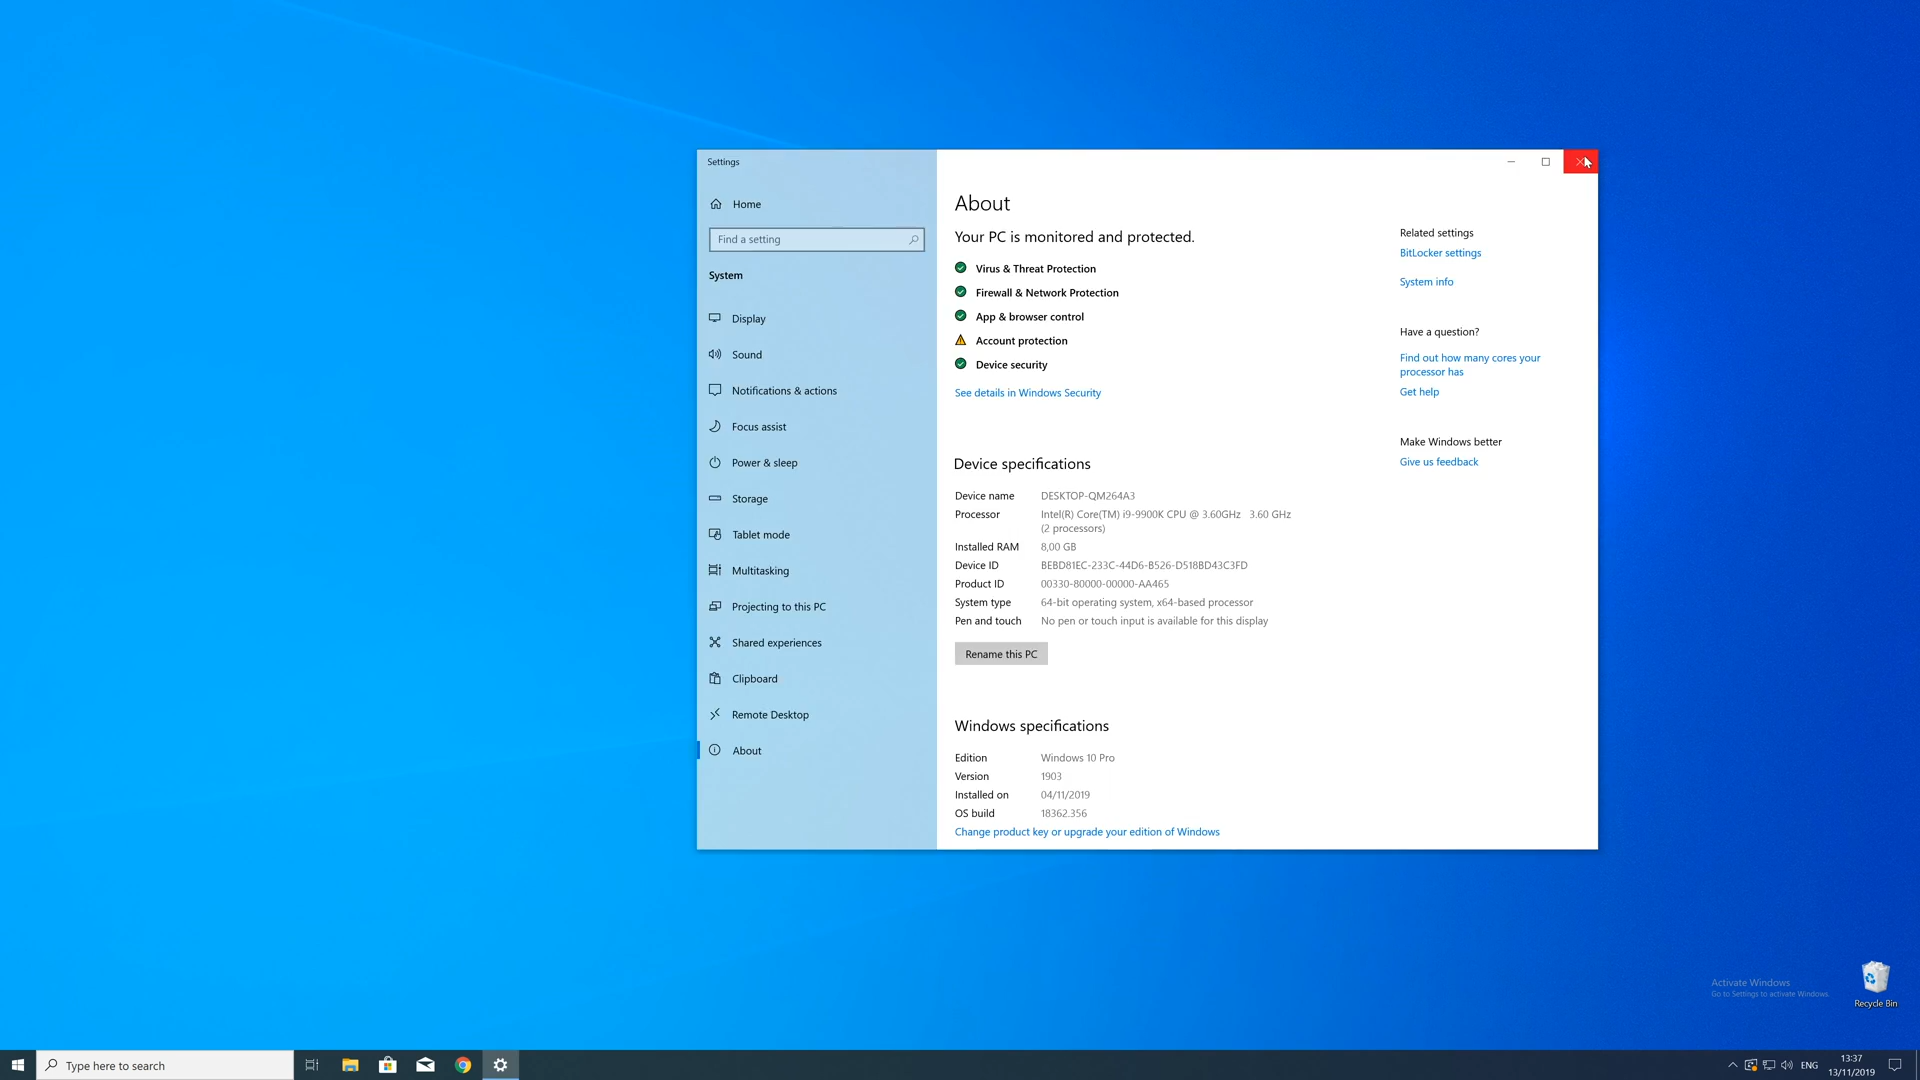 Settings
Home
Find a setting
System
Display
Sound
Notifications & actions
Focus assist
Power & sleep
Storage
Tablet mode
Multitasking
Projecting to this PC
Shared experiences
Clipboard
Remote Desktop
About
About
Your PC is monitored and protected.
Virus & Threat Protection
Firewall & Network Protection
App & browser control
Account protection
Device security
See details in Windows Security
Device specifications
Device name DESKTOP-QM264A3
Processor Intel(R) Core(TM) i9-9900K CPU @ 3.60GHz 3.60 GHz
(2 processors)
Installed RAM 8,00 GB
Device ID BEBD81EC-233C-44D6-B526-D518BD43C3FD
Product ID 00330-80000-00000-AA465
System type 64-bit operating system, x64-based processor
Pen and touch No pen or touch input is available for this display
Rename this PC
Windows specifications
Edition Windows 10 Pro
Version 1903
Installed on 04/11/2019
OS build 18362.356
Change product key or upgrade your edition of Windows
Related settings
BitLocker settings
System info
Have a question?
Find out how many cores your
processor has
Get help
Make Windows better
Give us feedback
Activate Windows
Go to Settings to activate Windows.
Recycle Bin
Type here to search
ENG
13:37
13/11/2019